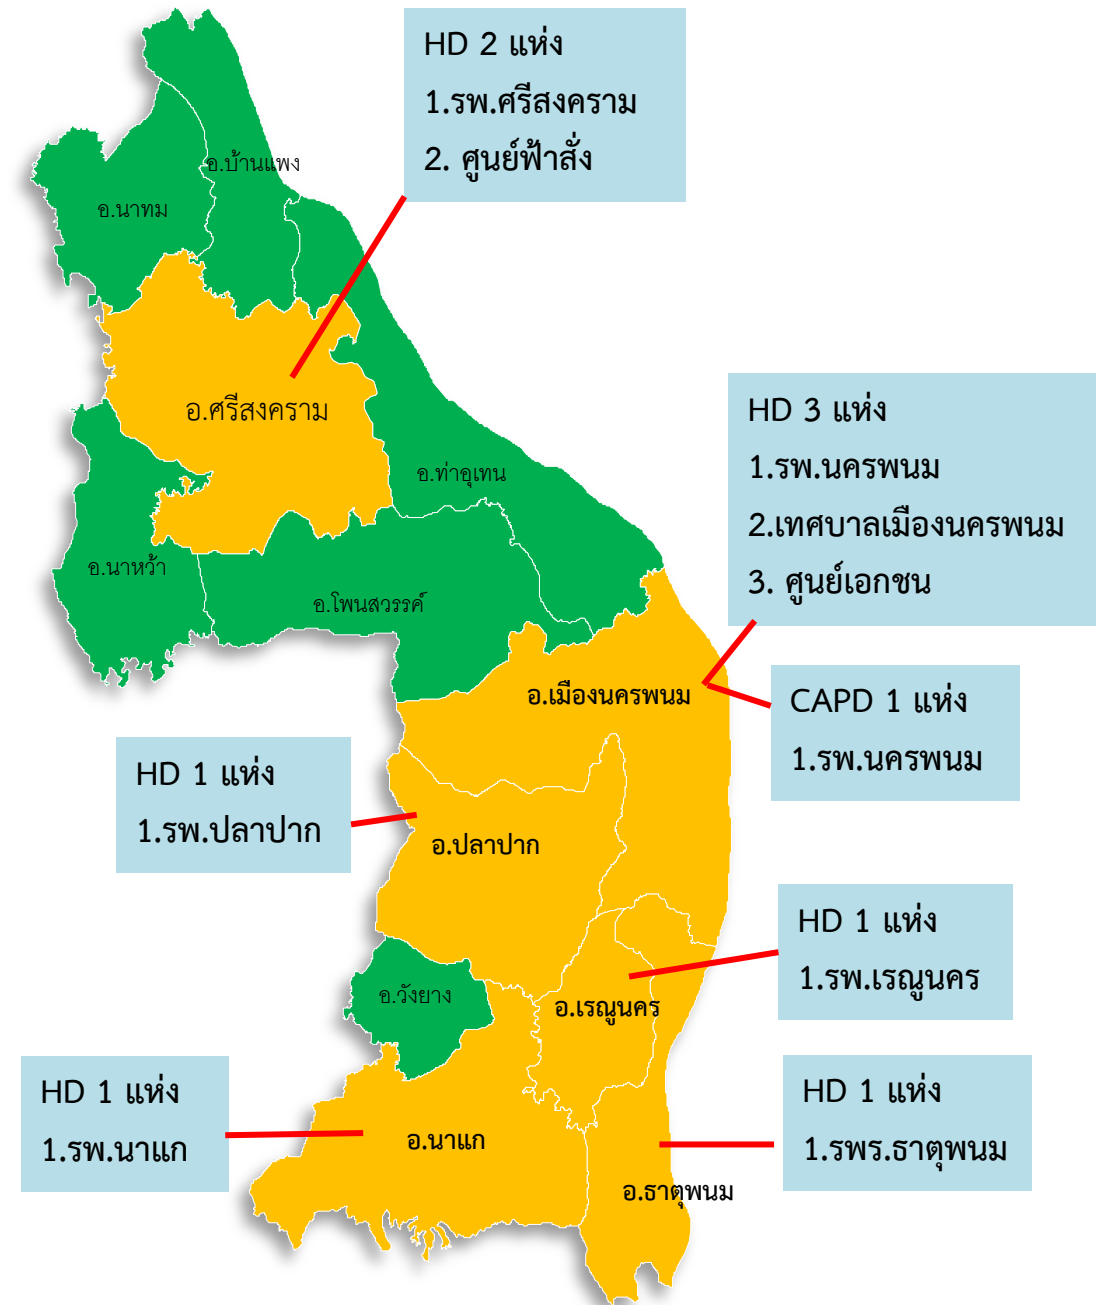 HD 2 แห่ง
1.รพ.ศรีสงคราม
2. ศูนย์ฟ้าสั่ง
อ.บ้านแพง
อ.นาทม
อ.ศรีสงคราม
อ.ท่าอุเทน
อ.นาหว้า
อ.โพนสวรรค์
HD 3 แห่ง
1.รพ.นครพนม
2.เทศบาลเมืองนครพนม
3. ศูนย์เอกชน
อ.เมืองนครพนม
CAPD 1 แห่ง
1.รพ.นครพนม
HD 1 แห่ง
1.รพ.ปลาปาก
อ.ปลาปาก
HD 1 แห่ง
1.รพ.เรณูนคร
อ.วังยาง
อ.เรณูนคร
HD 1 แห่ง
1.รพ.นาแก
อ.นาแก
HD 1 แห่ง
1.รพร.ธาตุพนม
อ.ธาตุพนม